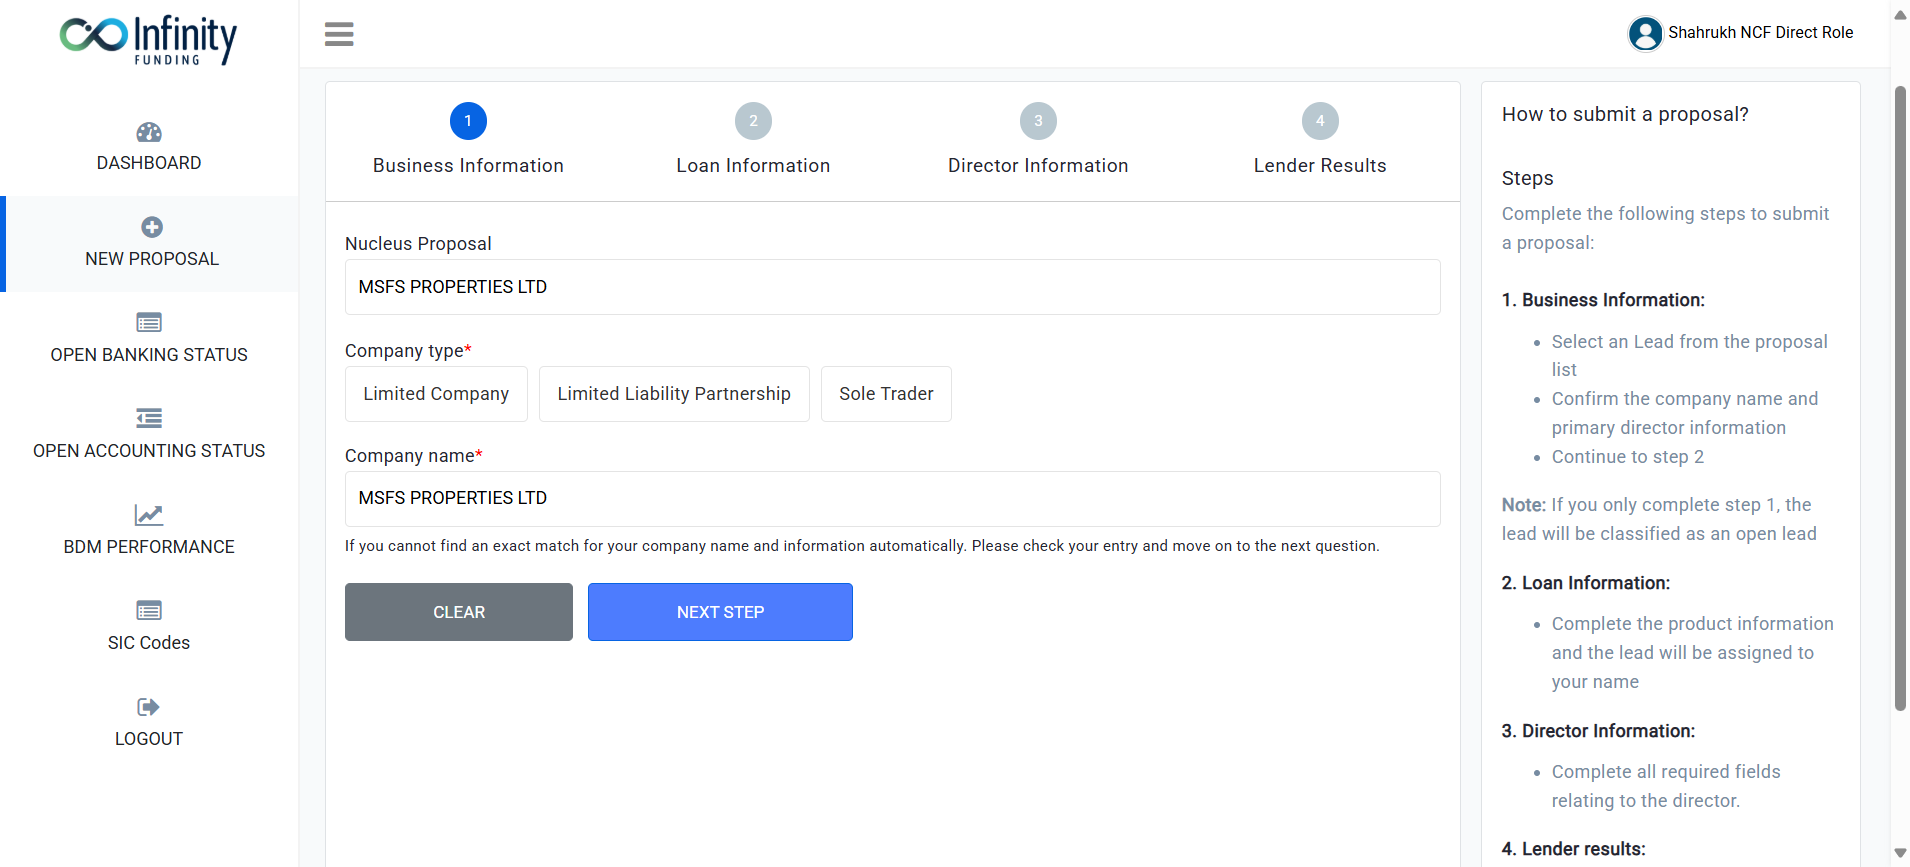 Infinity
FUNDING
Shahrukh NCF Direct Role
DASHBOARD
NEW PROPOSAL
OPEN BANKING STATUS
OPEN ACCOUNTING STATUS
BDM PERFORMANCE
SIC Codes
LOGOUT
1
2
3
4
Business Information
Loan Information
Director Information
Lender Results
Nucleus Proposal
MSFS PROPERTIES LTD
Company type*
Limited Company
Limited Liability Partnership
Sole Trader
Company name*
MSFS PROPERTIES LTD
If you cannot find an exact match for your company name and information automatically. Please check your entry and move on to the next question.
CLEAR
NEXT STEP
How to submit a proposal?
Steps
Complete the following steps to submit
a proposal:
1. Business Information:
• Select an Lead from the proposal
list
• Confirm the company name and
primary director information
• Continue to step 2
Note: If you only complete step 1, the
lead will be classified as an open lead
2. Loan Information:
• Complete the product information
and the lead will be assigned to
your name
3. Director Information:
• Complete all required fields
relating to the director.
4. Lender results: